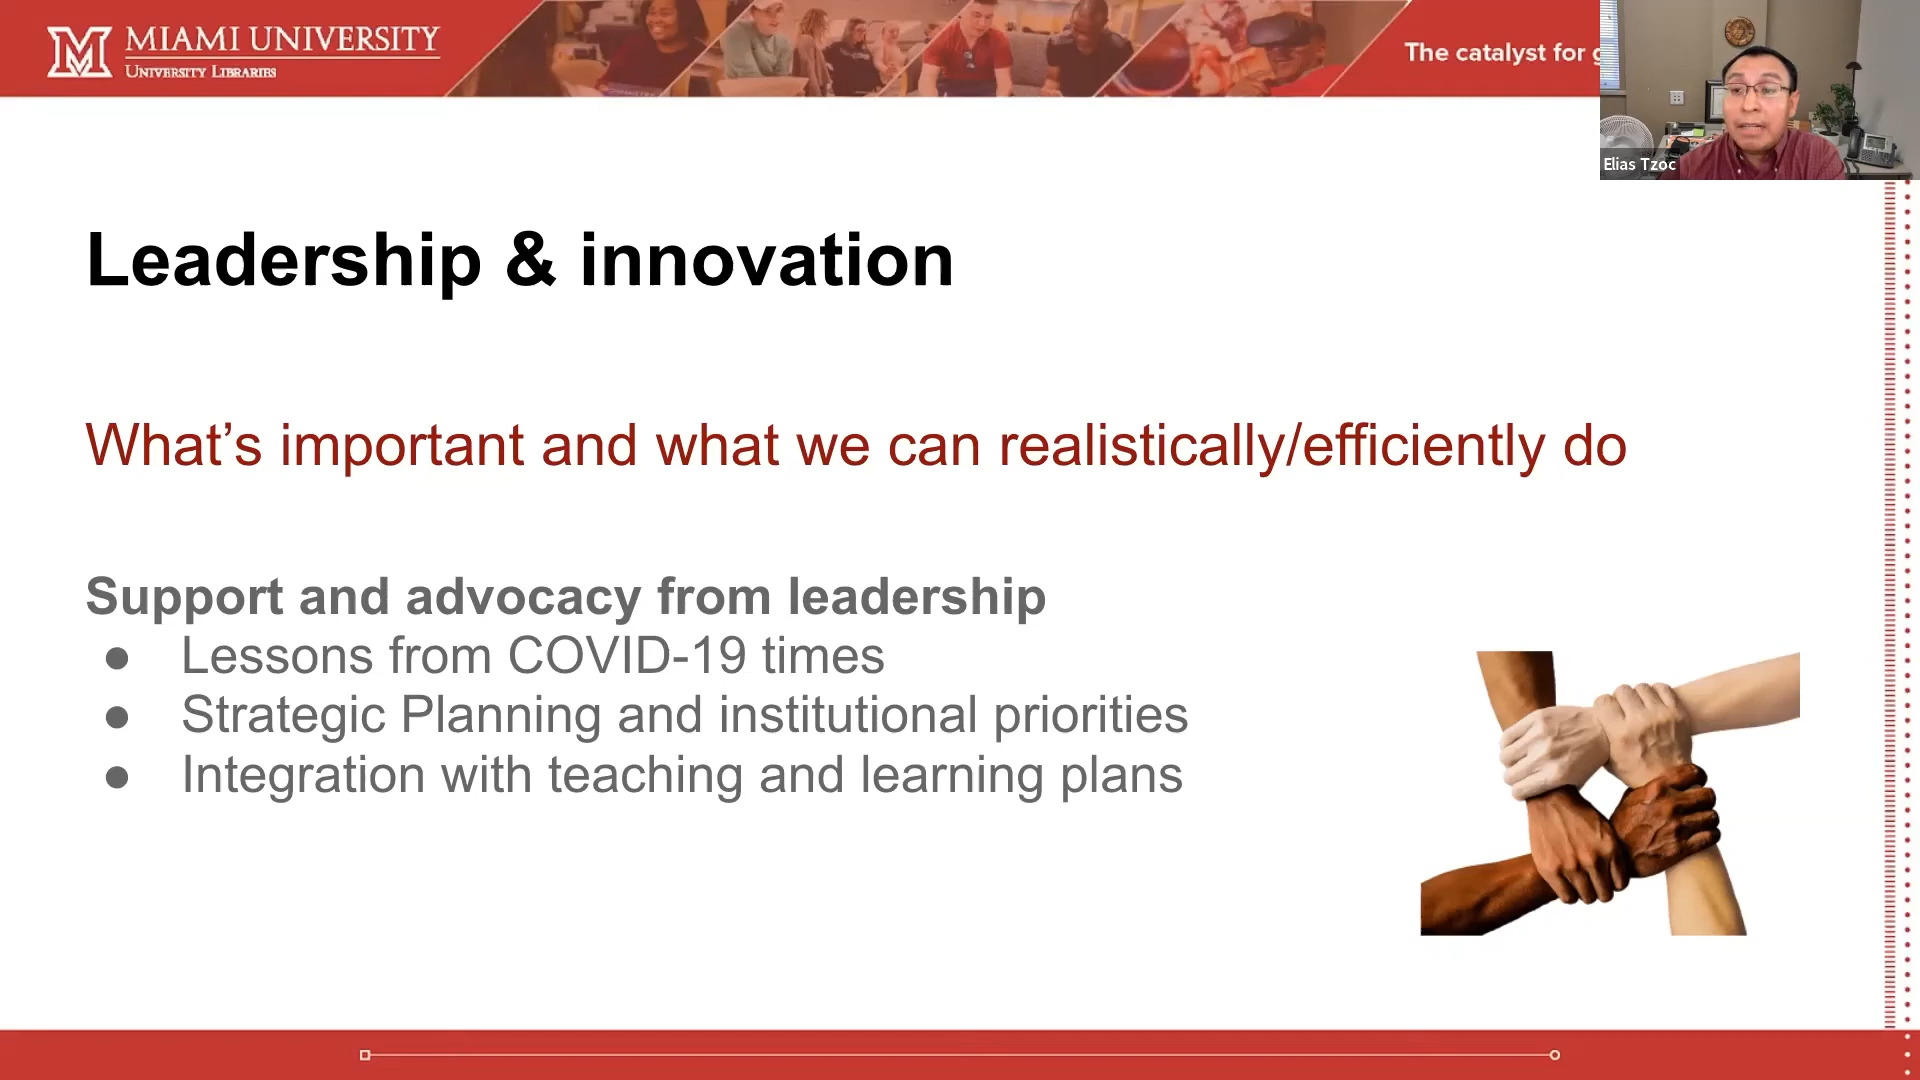 MIAMI UNIVERSITY
UNIVERSITY LIBRARIES
The catalyst for
Elias Tzoc
Leadership & innovation
What’s important and what we can realistically/efficiently do
Support and advocacy from leadership
● Lessons from COVID-19 times
● Strategic Planning and institutional priorities
● Integration with teaching and learning plans